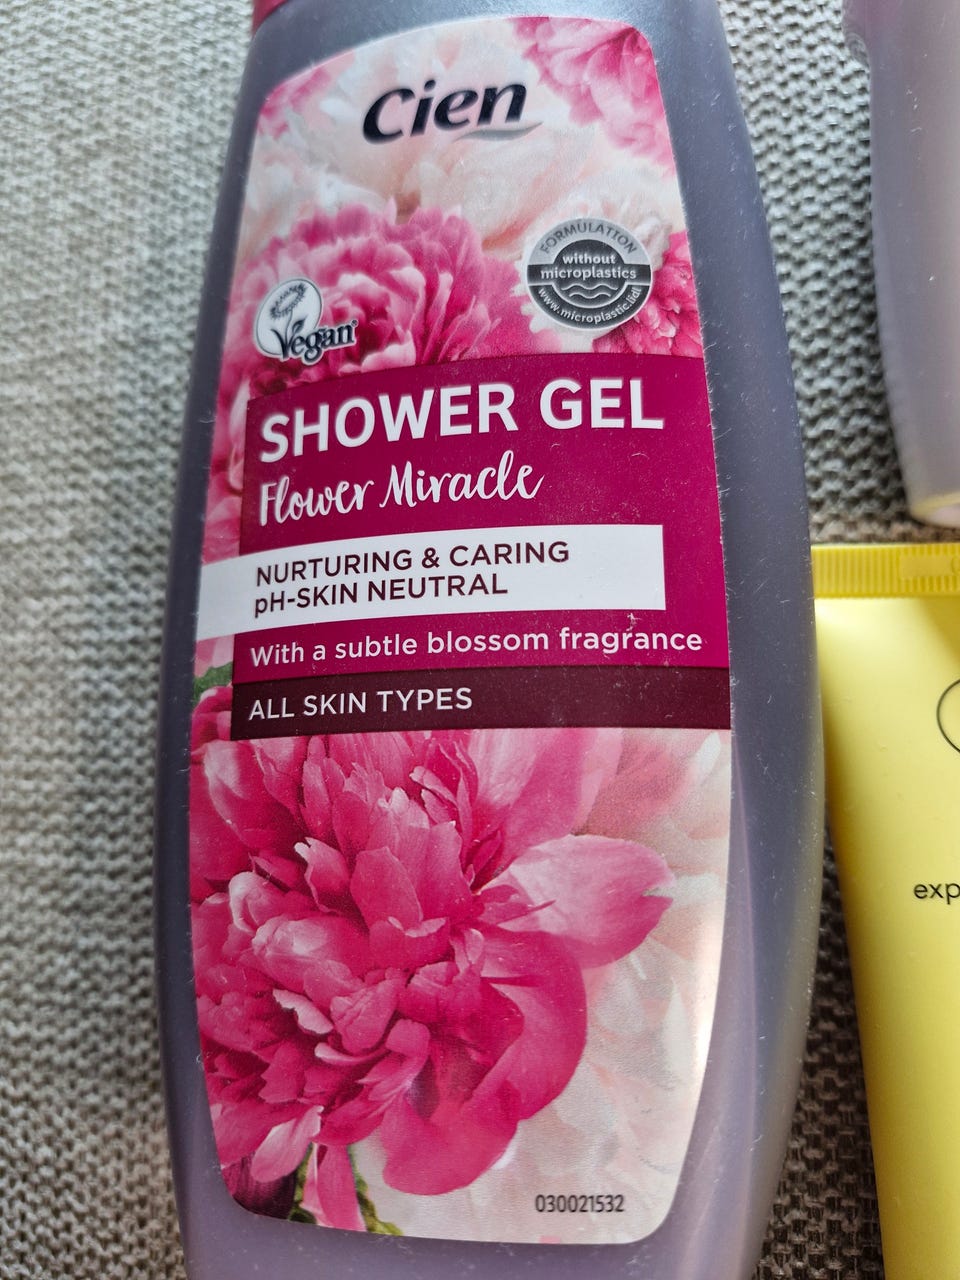 Cien
FORMULATION
without
microplastics
www.microplastic.lidl
Vegan
SHOWER GEL
Flower Miracle
NURTURING & CARING
pH-SKIN NEUTRAL
With a subtle blossom fragrance
ALL SKIN TYPES
030021532
exp